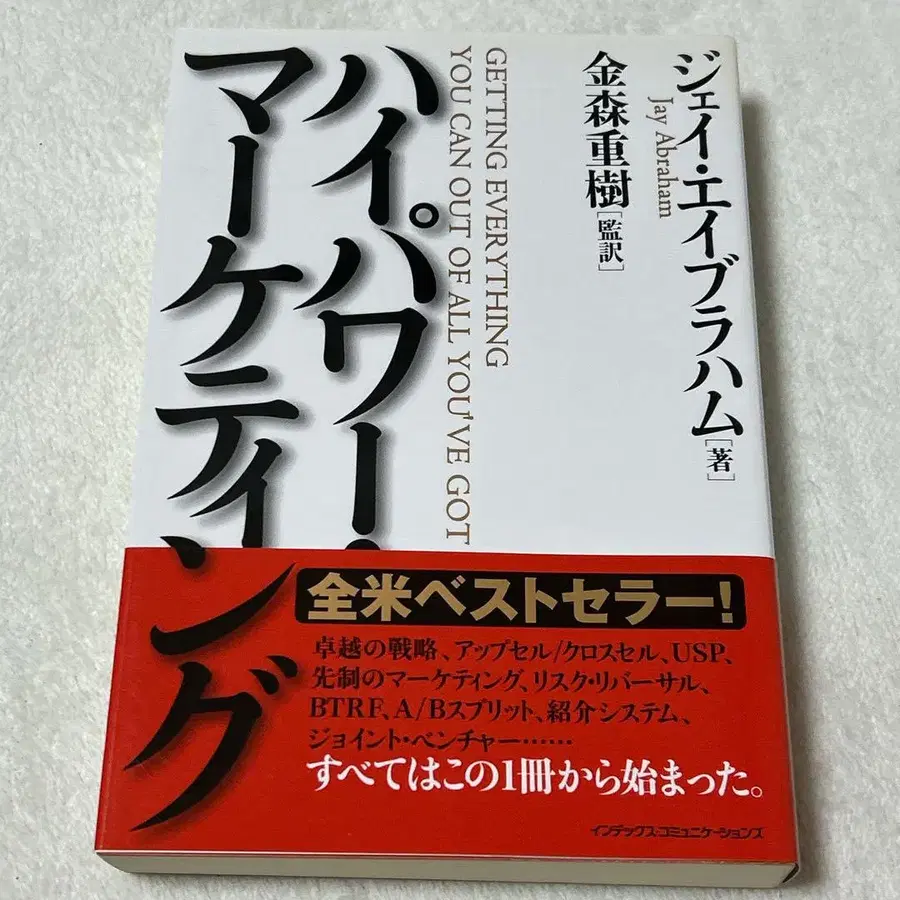 ジェイ・エイブラハム[著]
Jay Abraham
金森重樹[監訳]
GETTING EVERYTHING
YOU CAN OUT OF ALL YOU'VE GOT
ハイパワー・
マーケティング
全米ベストセラー!
卓越の戦略、アップセル/クロスセル、USP、
先制のマーケティング、リスク・リバーサル、
BTRF、A/Bスプリット、紹介システム、
ジョイント・ベンチャー……
すべてはこの1冊から始まった。
インデックス・コミュニケーションズ